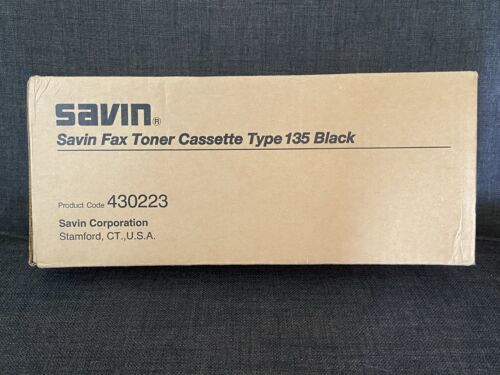 savin®
Savin Fax Toner Cassette Type 135 Black
Product Code 430223
Savin Corporation
Stamford, CT.,U.S.A.